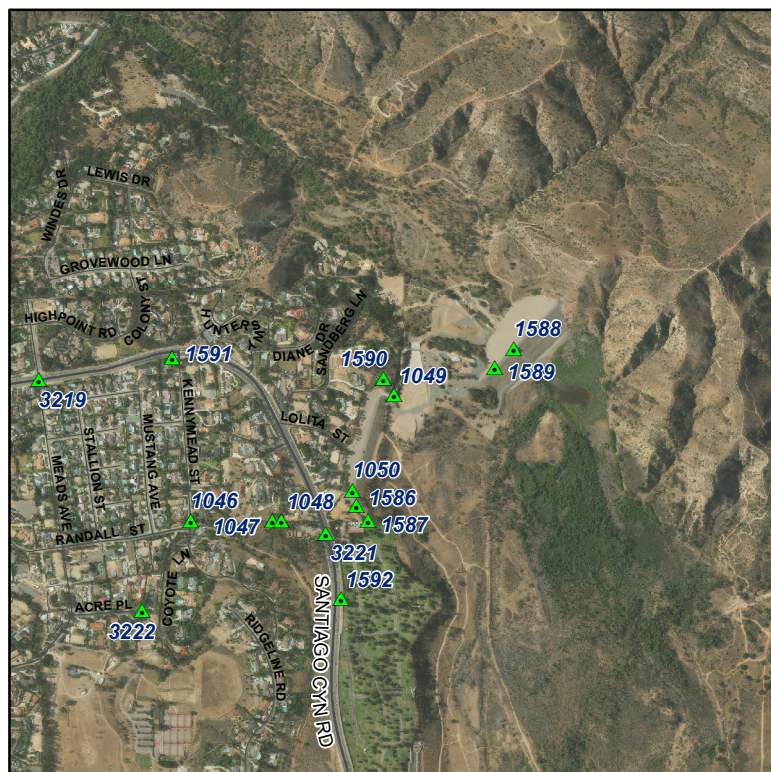 LEWIS DR
WINDES DR
GROVEWOOD LN
COLONY ST
HIGHPOINT RD
HUNTERS WY
DIANE DR
SANDBERG LN
1588
1590
1591
1589
1049
3219
KENNYMEAD ST
MUSTANG AVE
STALLION ST
MEADS AVE
LOLITA ST
1050
1586
1046
1048
1047
1587
RANDALL ST
3221
COYOTE LN
1592
ACRE PL
3222
RIDGELINE RD
SANTIAGO CYN RD